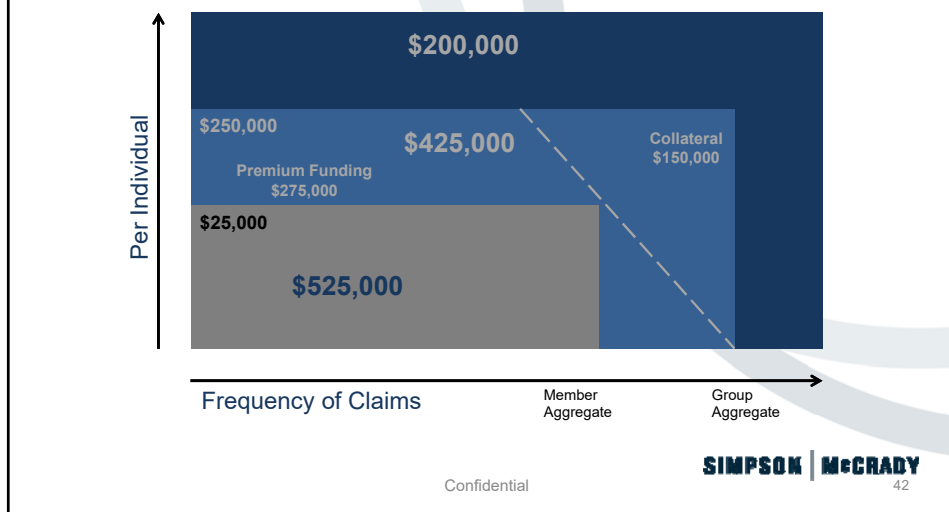 $200,000
Per Individual
$250,000
$425,000
Collateral
$150,000
Premium Funding
$275,000
$25,000
$525,000
Frequency of Claims
Member
Aggregate
Group
Aggregate
SIMPSON | McCRADY
Confidential
42